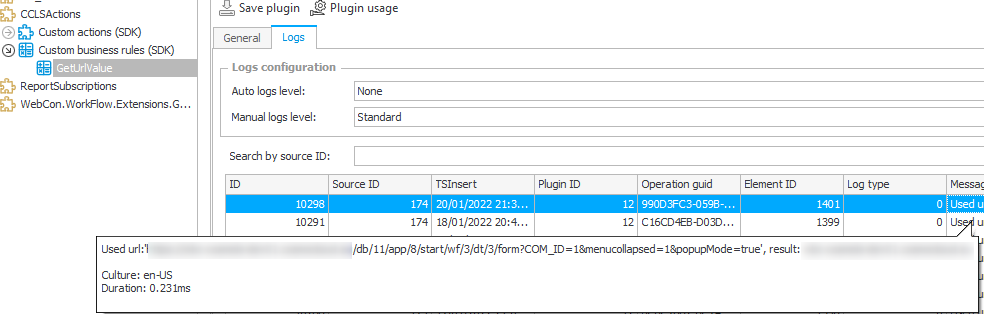 CCLSActions
Custom actions (SDK)
Custom business rules (SDK)
GetUrlValue
ReportSubscriptions
WebCon.WorkFlow.Extensions.G...
Save plugin Plugin usage
General Logs
Logs configuration
Auto logs level: None
Manual logs level: Standard
Search by source ID:
ID Source ID TSInsert Plugin ID Operation guid Element ID Log type Messag
10298 174 20/01/2022 21:3... 12 990D3FC3-059B-... 1401 0 Used u
10291 174 18/01/2022 20:4... 12 C16CD4EB-D03D... 1399 0 Used u
Used url:' /db/11/app/8/start/wf/3/dt/3/form?COM_ID=1&menucollapsed=1&popupMode=true', result:
Culture: en-US
Duration: 0.231ms